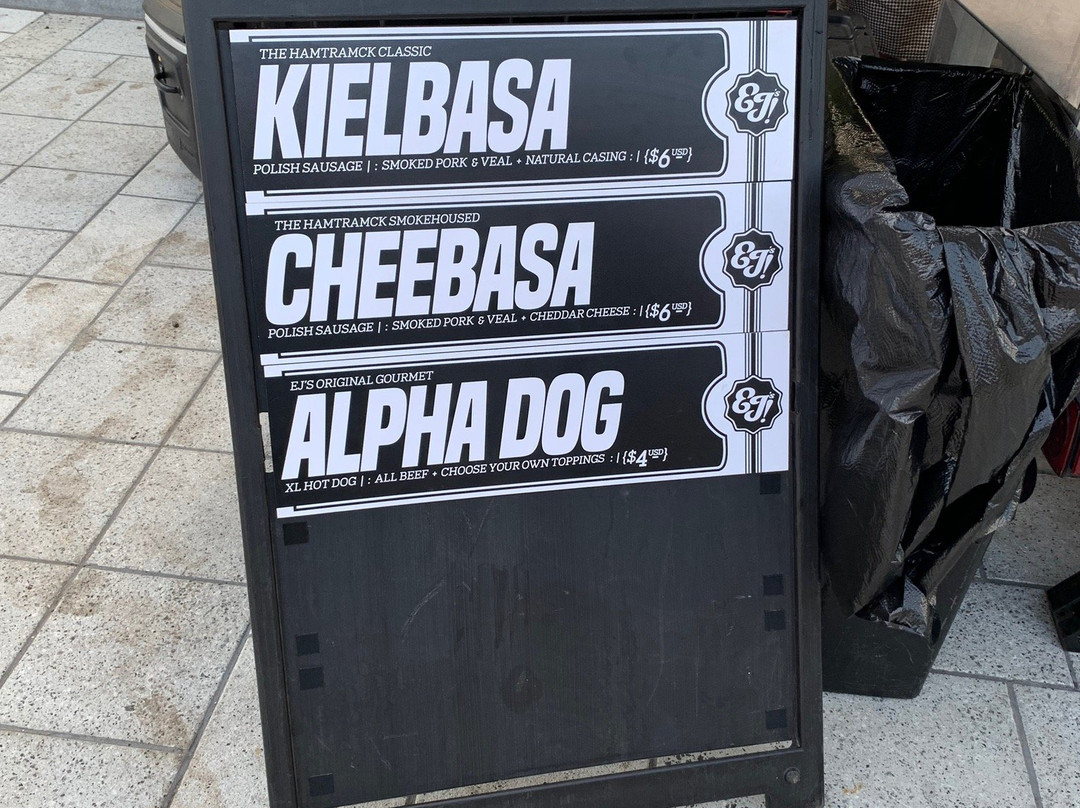 THE HAMTRAMCK CLASSIC
KIELBASA
POLISH SAUSAGE | : SMOKED PORK & VEAL + NATURAL CASING : | {$6 USD}
EJ's!
THE HAMTRAMCK SMOKEHOUSED
CHEEBASA
POLISH SAUSAGE | : SMOKED PORK & VEAL + CHEDDAR CHEESE : | {$6 USD}
EJ's!
EJ'S ORIGINAL GOURMET
ALPHA DOG
XL HOT DOG | : ALL BEEF + CHOOSE YOUR OWN TOPPINGS : | {$4 USD}
EJ's!